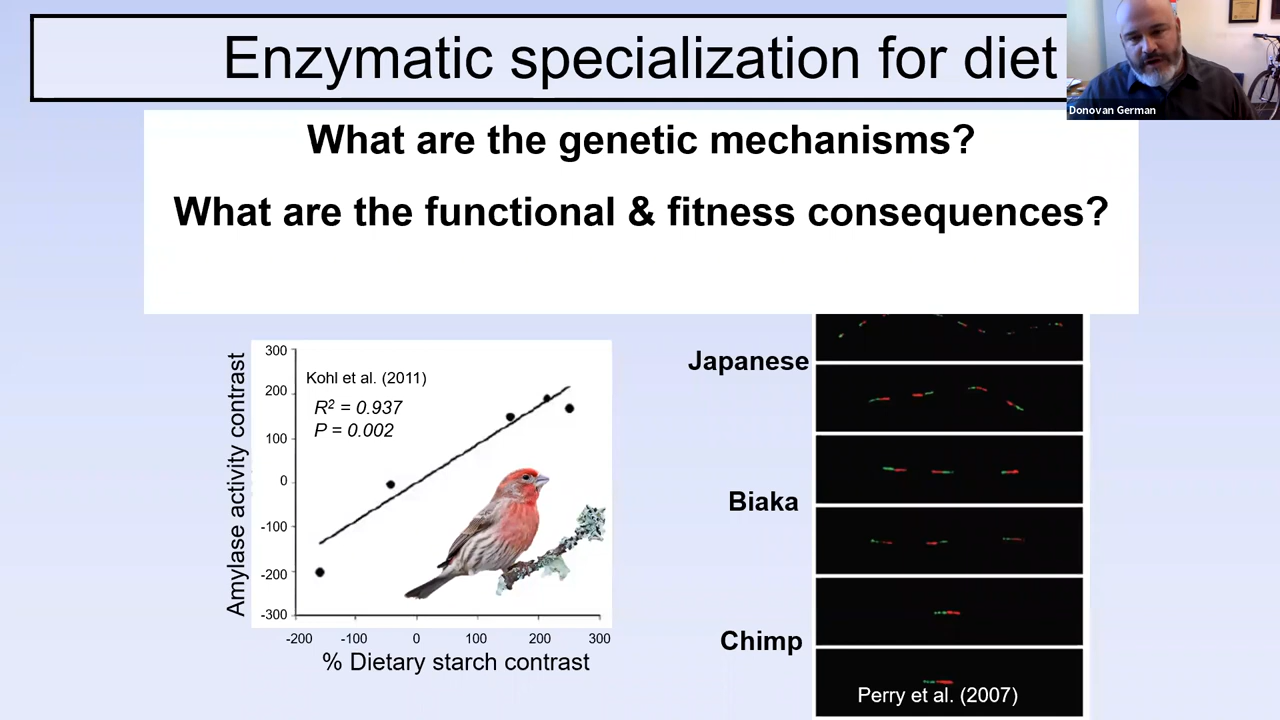 Enzymatic specialization for diet
Donovan German
What are the genetic mechanisms?
What are the functional & fitness consequences?
Amylase activity contrast
300
200
100
0
-100
-200
-300
Kohl et al. (2011)
R² = 0.937
P = 0.002
-200 -100 0 100 200 300
% Dietary starch contrast
Japanese
Biaka
Chimp
Perry et al. (2007)